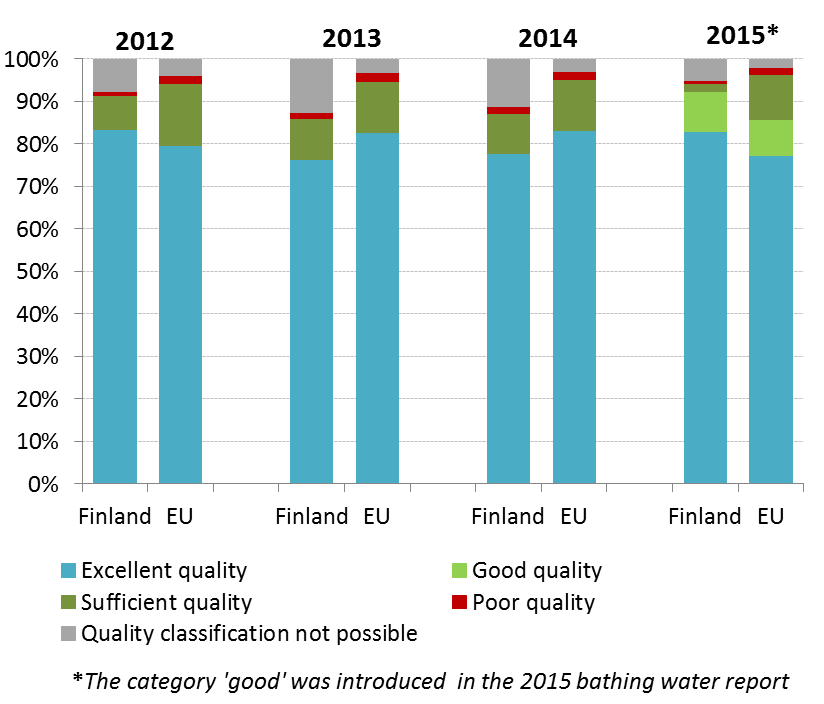 2012 2013 2014 2015*
100%
90%
80%
70%
60%
50%
40%
30%
20%
10%
0%
Finland EU Finland EU Finland EU Finland EU
Excellent quality Good quality
Sufficient quality Poor quality
Quality classification not possible
*The category 'good' was introduced in the 2015 bathing water report